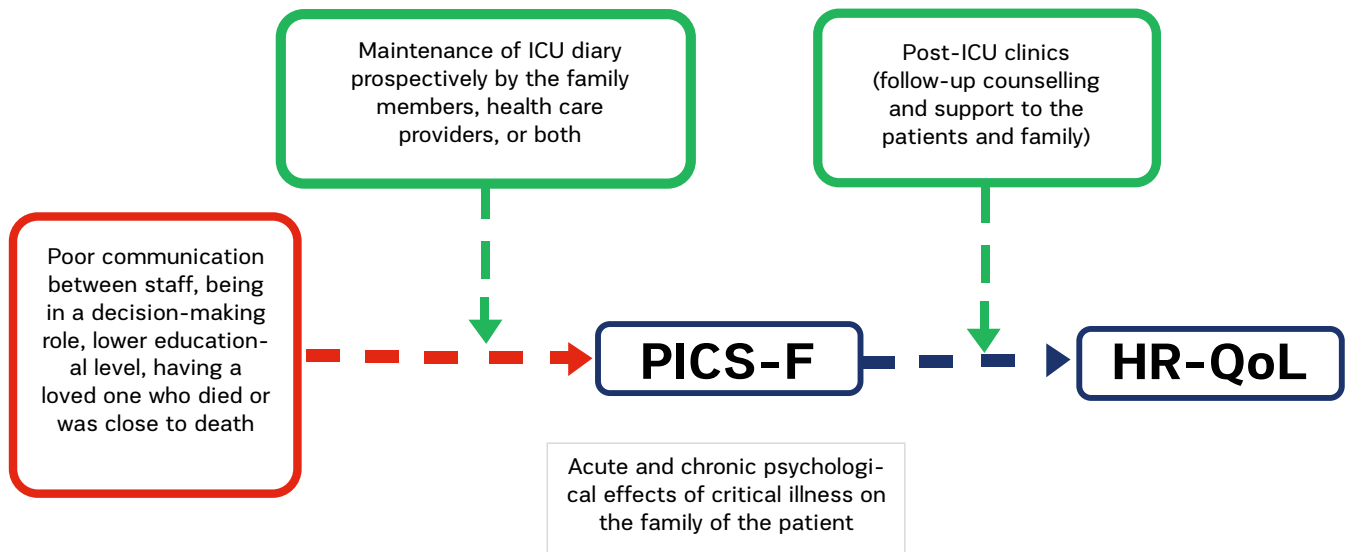 Maintenance of ICU diary
prospectively by the family
members, health care
providers, or both
Post-ICU clinics
(follow-up counselling
and support to the
patients and family)
Poor communication
between staff, being
in a decision-making
role, lower education-
al level, having a
loved one who died or
was close to death
PICS-F
HR-QoL
Acute and chronic psychologi-
cal effects of critical illness on
the family of the patient